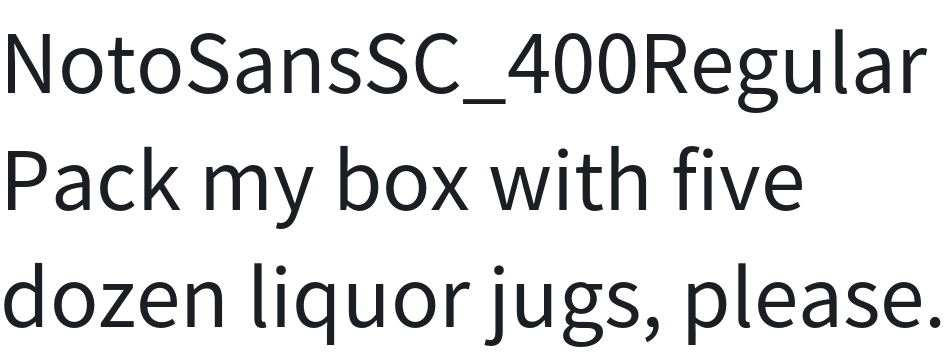 NotoSansSC_400Regular
Pack my box with five
dozen liquor jugs, please.